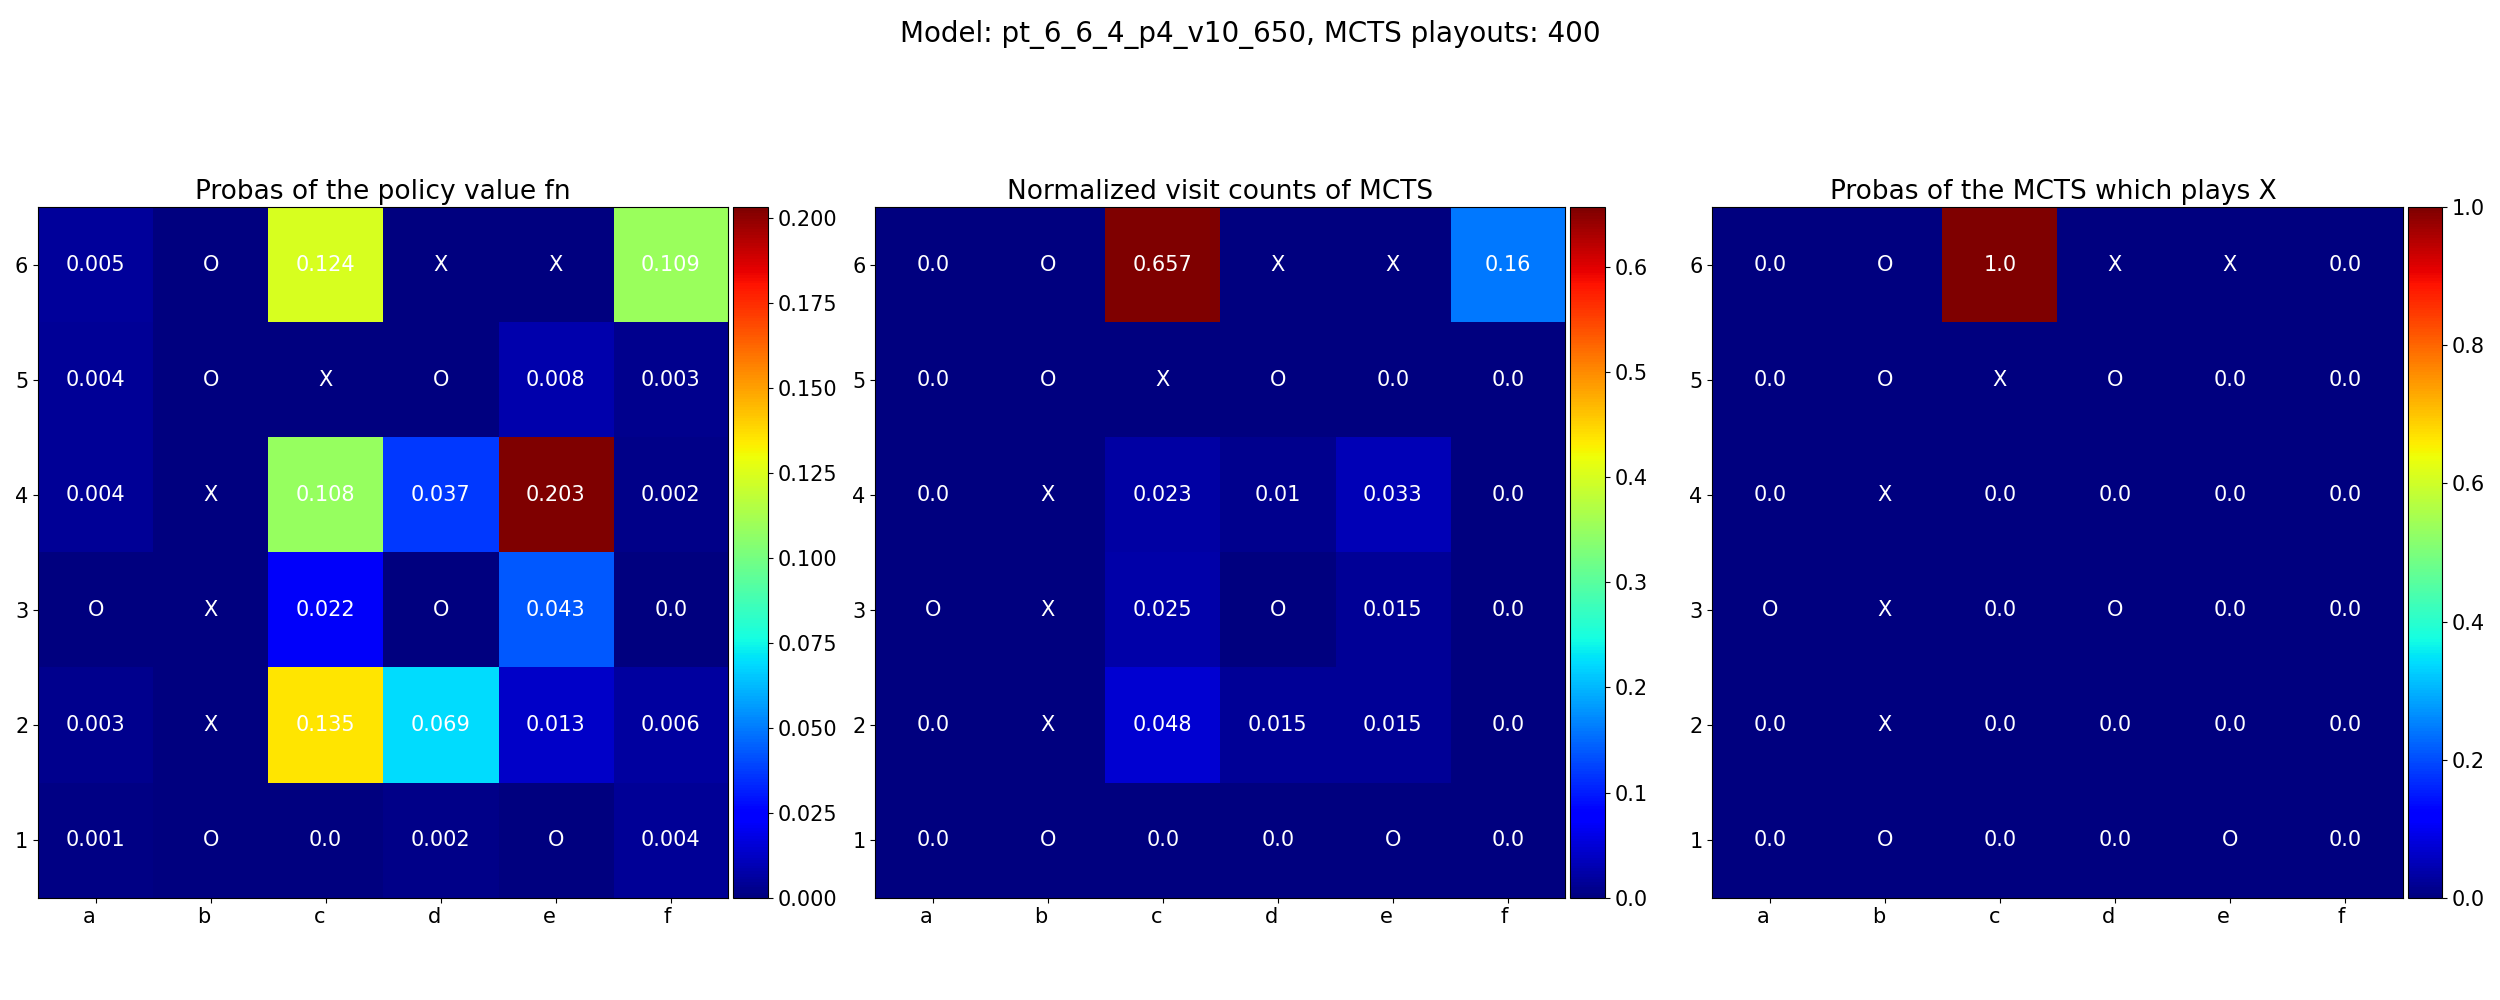 Model: pt_6_6_4_p4_v10_650, MCTS playouts: 400
Probas of the policy value fn
6 0.005 O 0.124 X X 0.109
5 0.004 O X O 0.008 0.003
4 0.004 X 0.108 0.037 0.203 0.002
3 O X 0.022 O 0.043 0.0
2 0.003 X 0.135 0.069 0.013 0.006
1 0.001 O 0.0 0.002 O 0.004
a b c d e f
0.200
0.175
0.150
0.125
0.100
0.075
0.050
0.025
0.000
Normalized visit counts of MCTS
6 0.0 O 0.657 X X 0.16
5 0.0 O X O 0.0 0.0
4 0.0 X 0.023 0.01 0.033 0.0
3 O X 0.025 O 0.015 0.0
2 0.0 X 0.048 0.015 0.015 0.0
1 0.0 O 0.0 0.0 O 0.0
a b c d e f
0.6
0.5
0.4
0.3
0.2
0.1
0.0
Probas of the MCTS which plays X
6 0.0 O 1.0 X X 0.0
5 0.0 O X O 0.0 0.0
4 0.0 X 0.0 0.0 0.0 0.0
3 O X 0.0 O 0.0 0.0
2 0.0 X 0.0 0.0 0.0 0.0
1 0.0 O 0.0 0.0 O 0.0
a b c d e f
1.0
0.8
0.6
0.4
0.2
0.0